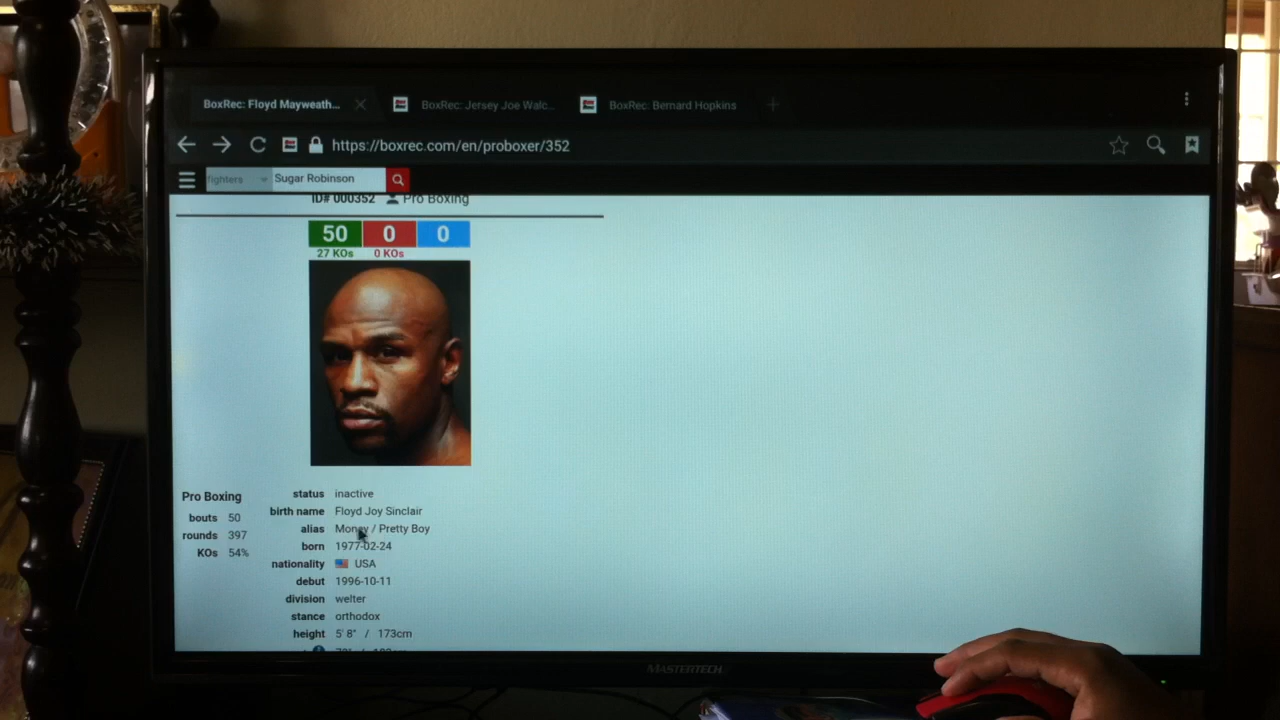 BoxRec: Floyd Mayweath... BoxRec: Jersey Joe Walc... BoxRec: Bernard Hopkins
https://boxrec.com/en/proboxer/352
fighters Sugar Robinson
ID# 000352 Pro Boxing
50 0 0
27 KOs 0 KOs
Pro Boxing
bouts 50
rounds 397
KOs 54%
status inactive
birth name Floyd Joy Sinclair
alias Money / Pretty Boy
born 1977-02-24
nationality USA
debut 1996-10-11
division welter
stance orthodox
height 5' 8" / 173cm
MASTERTECH